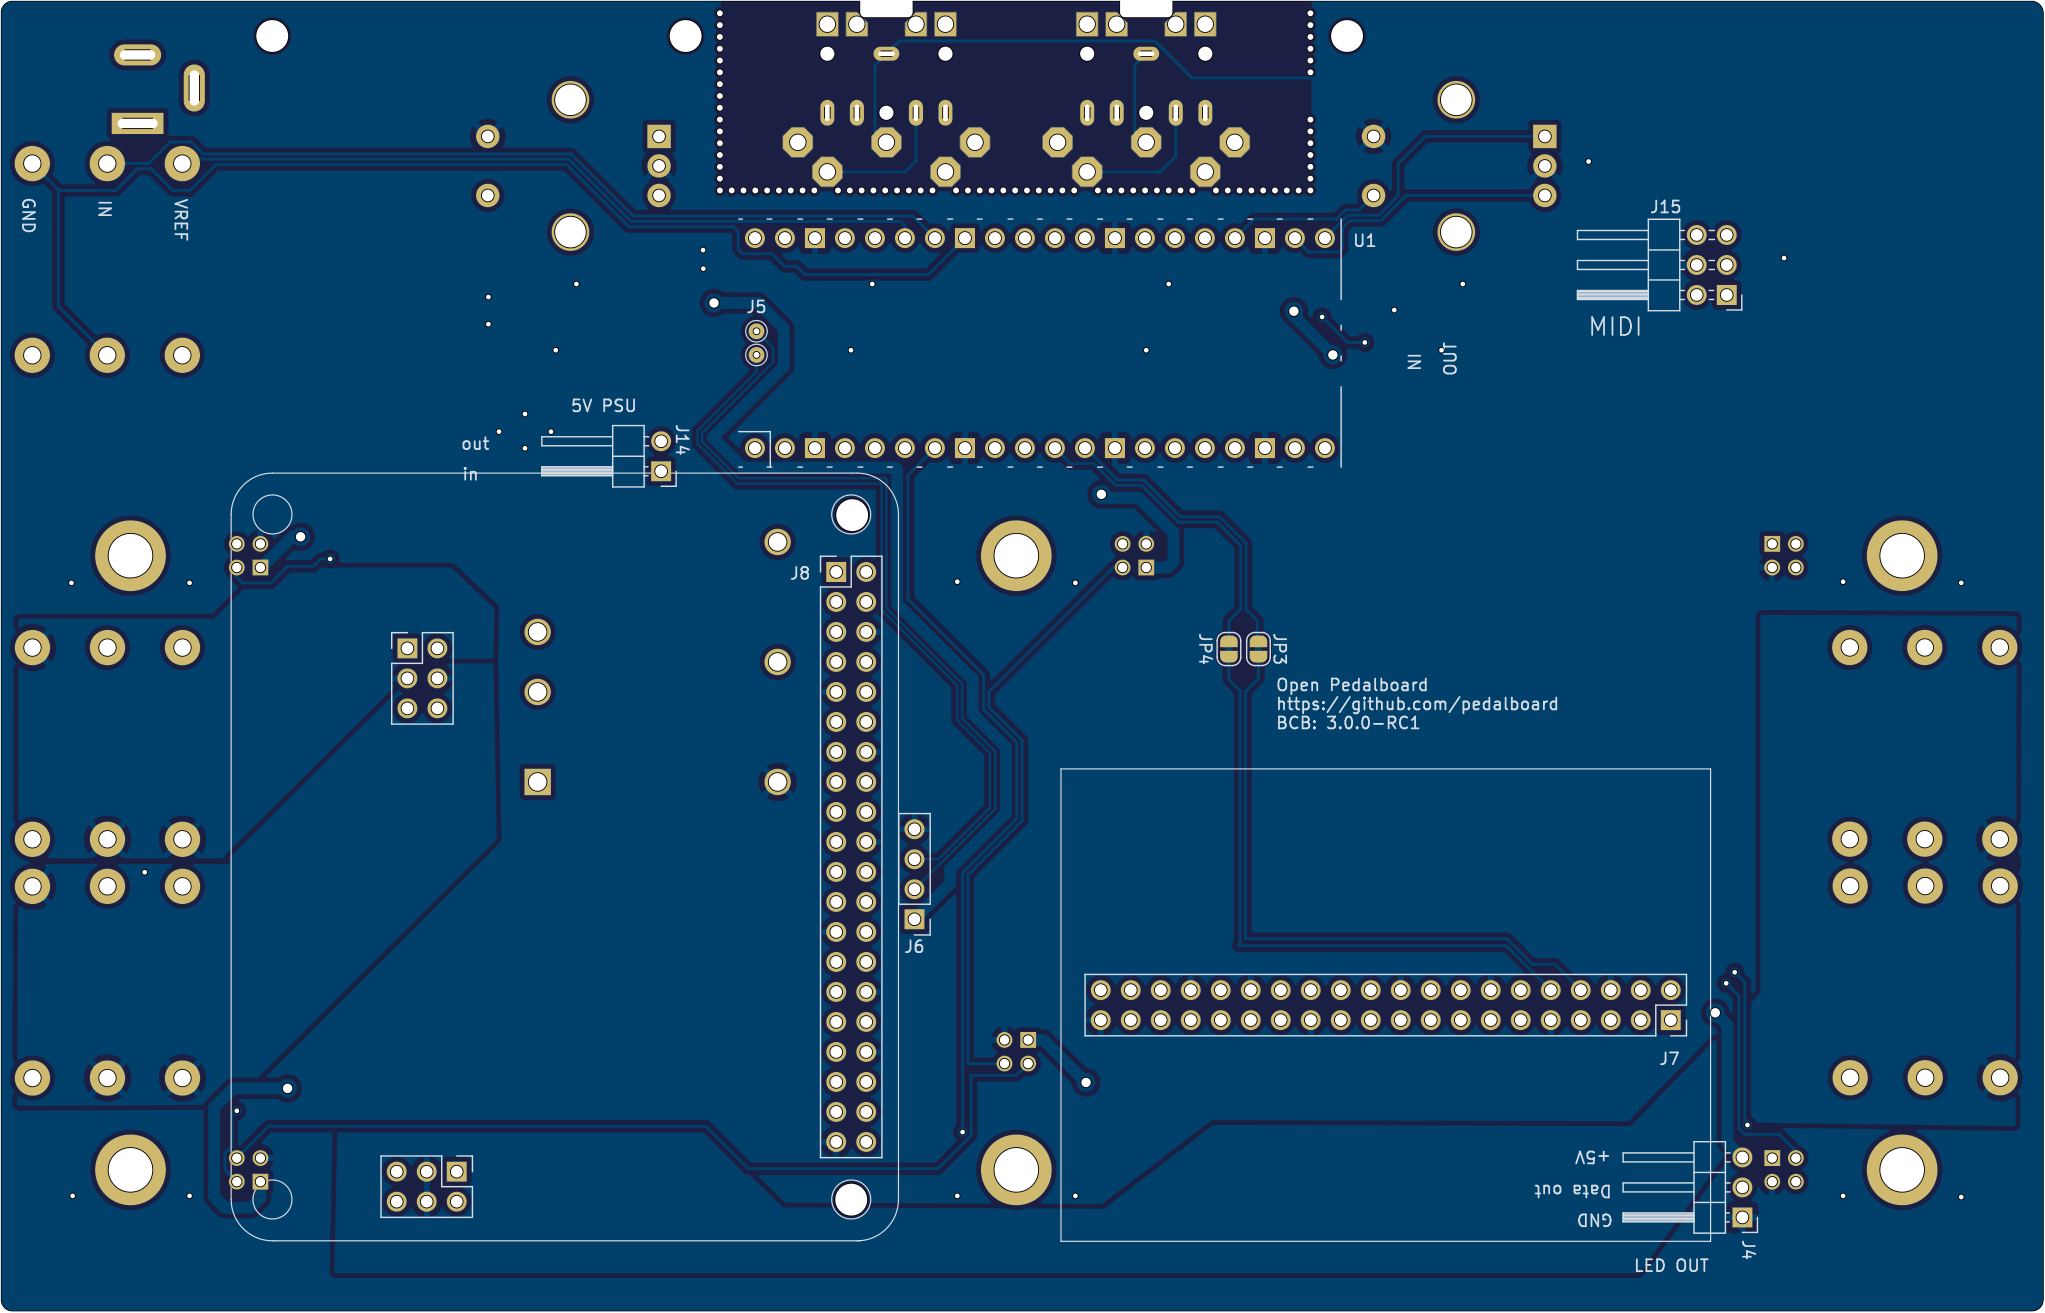 GND
IN
VREF
J15
U1
J5
MIDI
IN
OUT
5V PSU
out
in
J14
J8
JP4
JP3
Open Pedalboard
https://github.com/pedalboard
BCB: 3.0.0-RC1
J6
J7
+5V
Data out
GND
J4
LED OUT